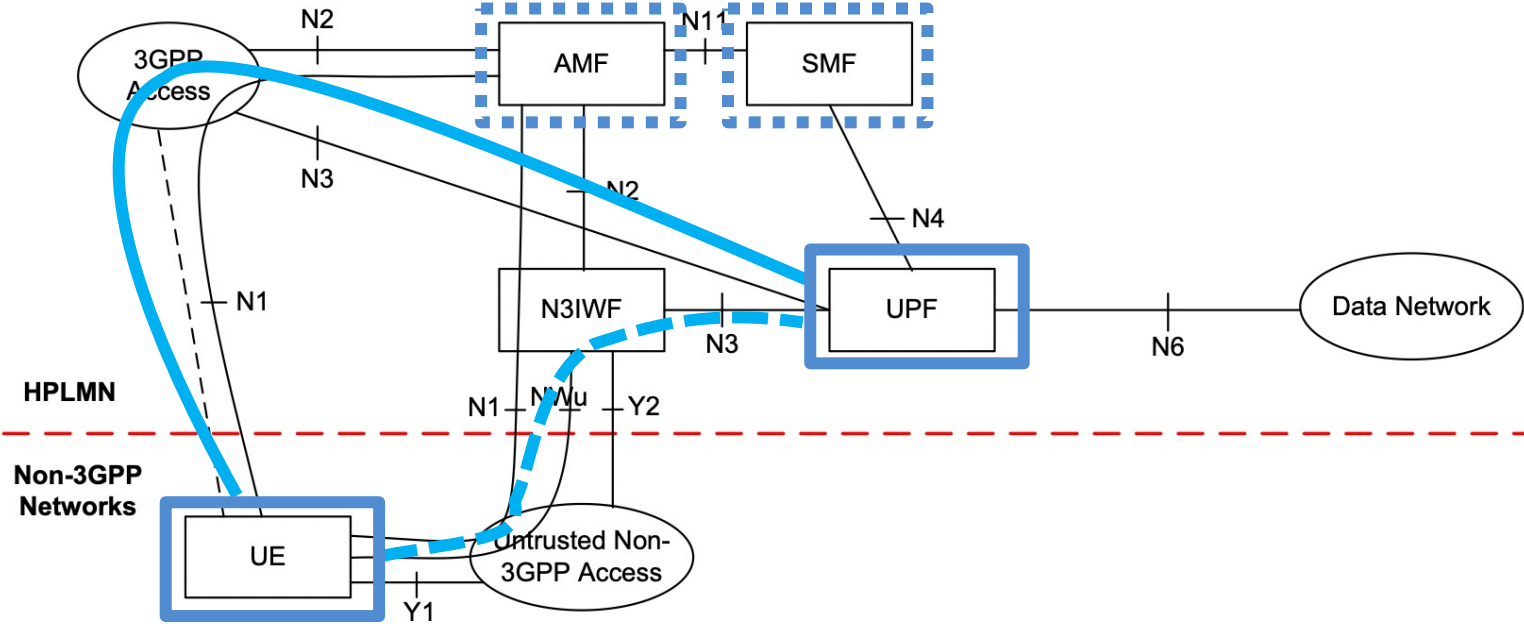 N2
N11
3GPP
Access
AMF
SMF
N3
N2
N4
N1
N3IWF
UPF
Data Network
N3
N6
HPLMN
N1
NWu
Y2
Non-3GPP
Networks
UE
Untrusted Non-
3GPP Access
Y1